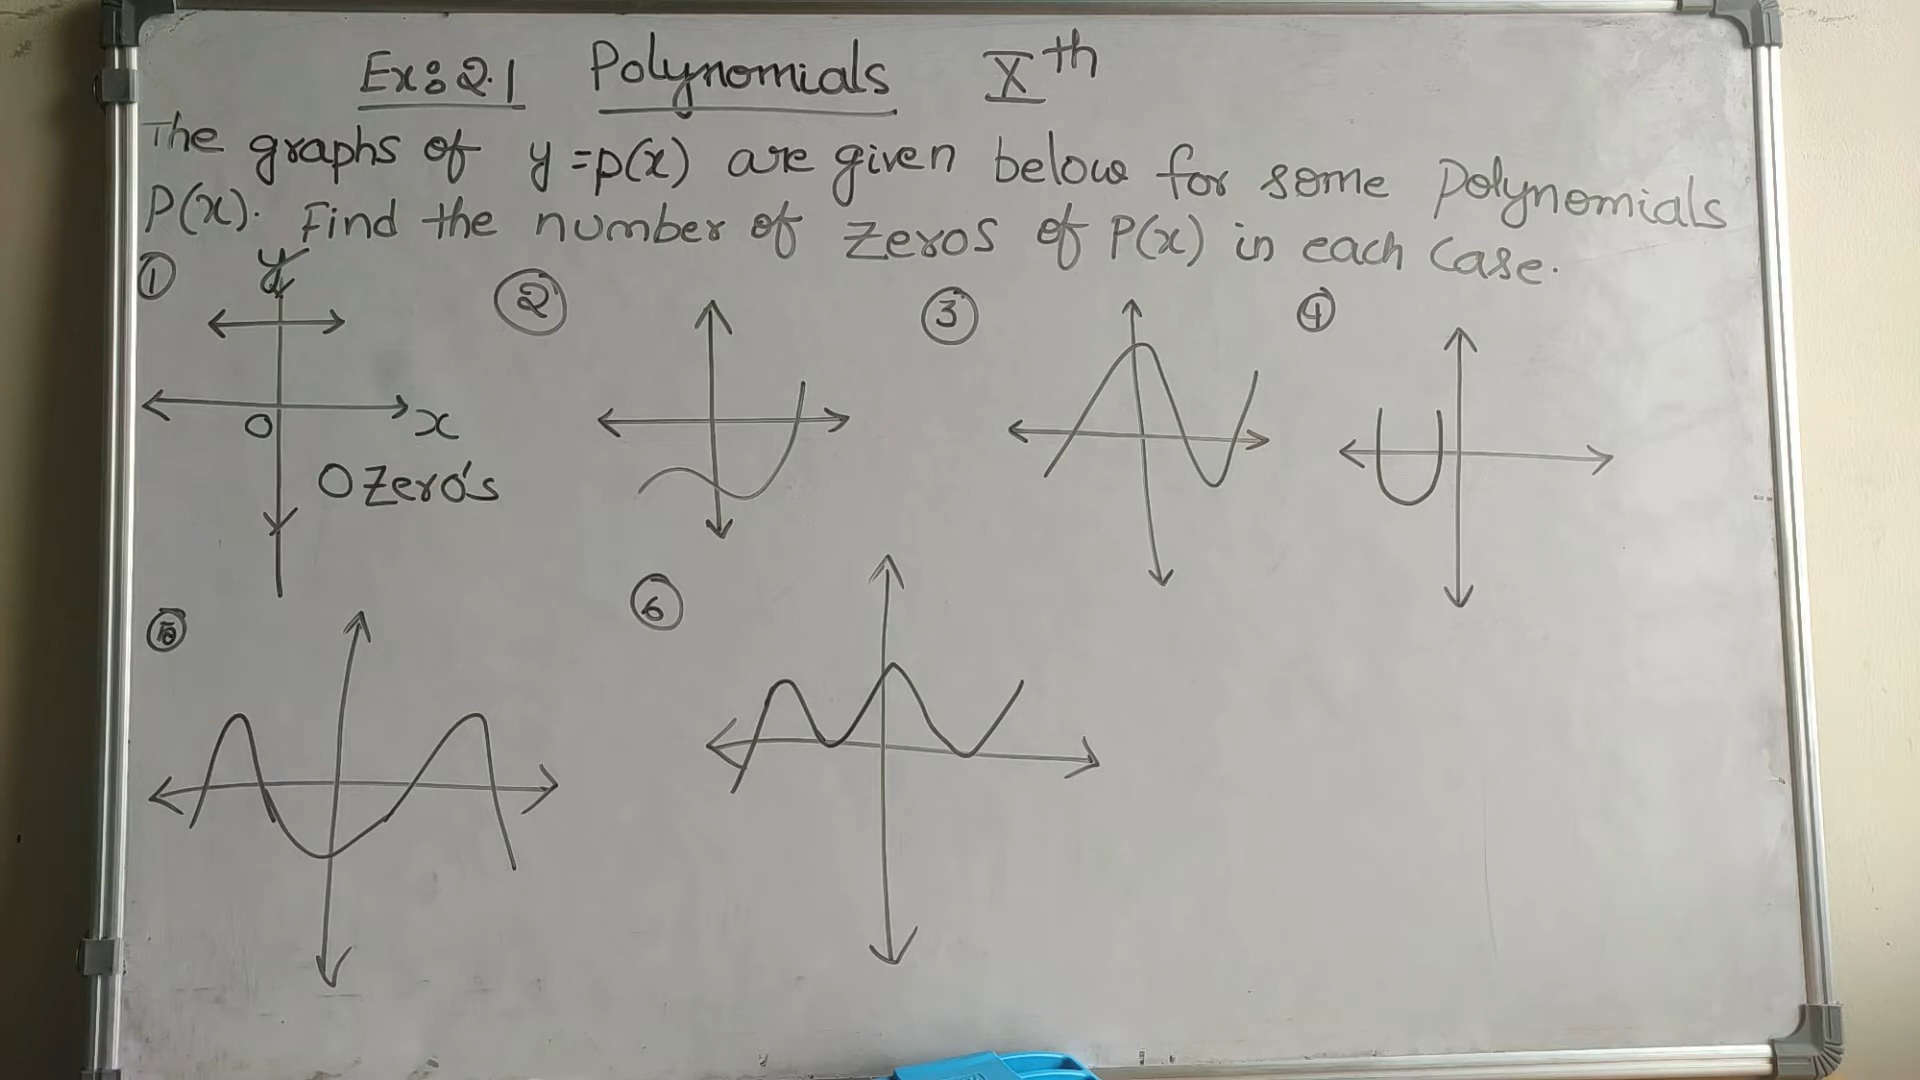 Ex: 2.1 Polynomials Xth
The graphs of y=p(x) are given below for some Polynomials
P(x). Find the number of Zeros of P(x) in each Case.
① y ② ③ ④
O x
0 Zero's
⑤ ⑥